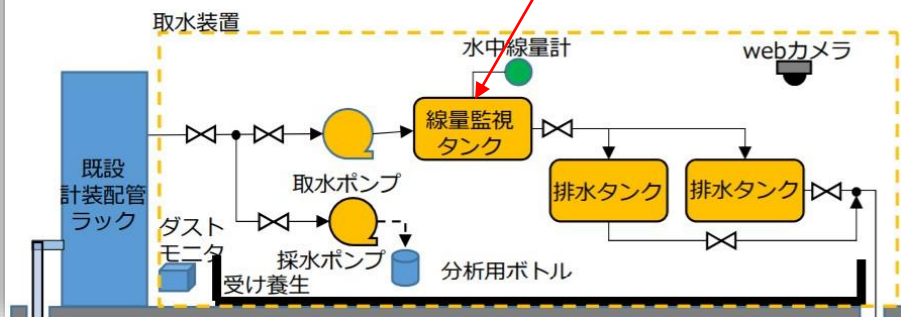 取水装置
水中線量計
webカメラ
線量監視
タンク
既設
計装配管
ラック
取水ポンプ
排水タンク
排水タンク
ダスト
モニタ
採水ポンプ
分析用ボトル
受け養生